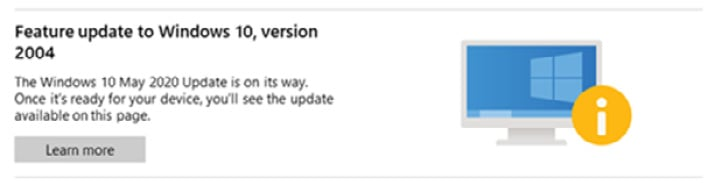 Feature update to Windows 10, version
2004
The Windows 10 May 2020 Update is on its way.
Once it's ready for your device, you'll see the update
available on this page.
Learn more